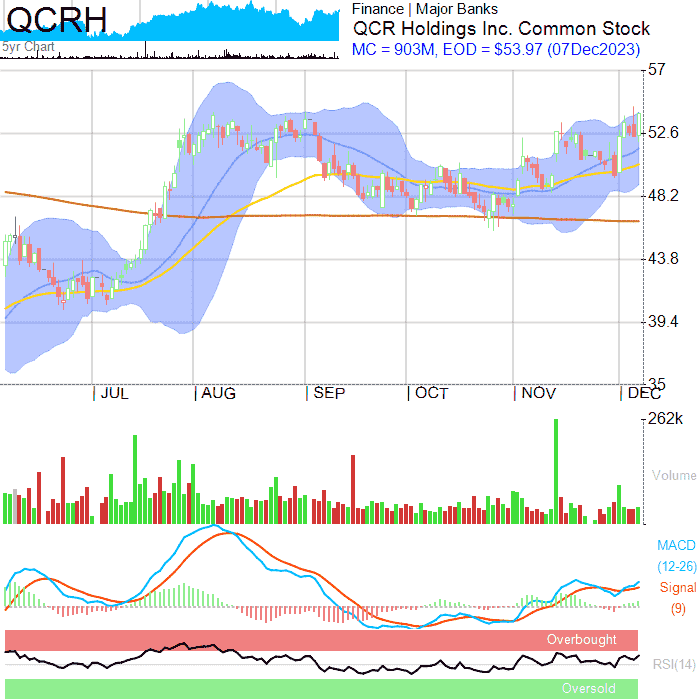 QCRH
5yr Chart
Finance | Major Banks
QCR Holdings Inc. Common Stock
MC = 903M, EOD = $53.97 (07Dec2023)
57
52.6
48.2
43.8
39.4
35
JUL AUG SEP OCT NOV DEC
262k
Volume
MACD
(12-26)
Signal
(9)
Overbought
RSI(14)
Oversold